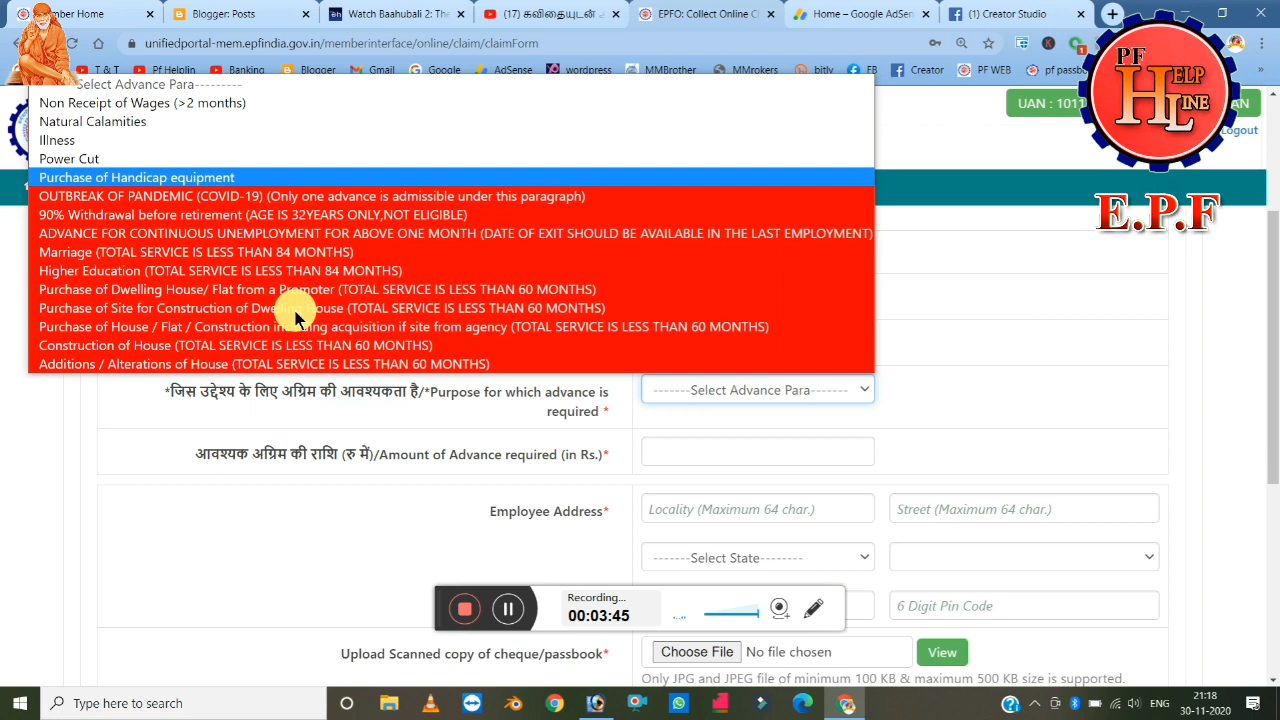 Home
Blogger: Posts
Watch Baahubali 2: The
(17)
EPFO: Collect Online
Home – Google AdSense
(1) Creator Studio
unifiedportal-mem.epfindia.gov.in/memberinterface/online/claim/claimForm
T & T
Pf Helplin
Banking
Blogger
Gmail
Google
AdSense
wordpress
MMBrother
MMrokers
bitly
FB
Creator
PF WEB
pf passbo
PF
HELP
LINE
E.P.F
UAN : 1011
AN
Logout
Select Advance Para---------
Non Receipt of Wages (>2 months)
Natural Calamities
Illness
Power Cut
Purchase of Handicap equipment
OUTBREAK OF PANDEMIC (COVID-19) (Only one advance is admissible under this paragraph)
90% Withdrawal before retirement (AGE IS 32YEARS ONLY,NOT ELIGIBLE)
ADVANCE FOR CONTINUOUS UNEMPLOYMENT FOR ABOVE ONE MONTH (DATE OF EXIT SHOULD BE AVAILABLE IN THE LAST EMPLOYMENT)
Marriage (TOTAL SERVICE IS LESS THAN 84 MONTHS)
Higher Education (TOTAL SERVICE IS LESS THAN 84 MONTHS)
Purchase of Dwelling House/ Flat from a Promoter (TOTAL SERVICE IS LESS THAN 60 MONTHS)
Purchase of Site for Construction of Dwelling House (TOTAL SERVICE IS LESS THAN 60 MONTHS)
Purchase of House / Flat / Construction including acquisition if site from agency (TOTAL SERVICE IS LESS THAN 60 MONTHS)
Construction of House (TOTAL SERVICE IS LESS THAN 60 MONTHS)
Additions / Alterations of House (TOTAL SERVICE IS LESS THAN 60 MONTHS)
*जिस उद्देश्य के लिए अग्रिम की आवश्यकता है/*Purpose for which advance is
required *
-------Select Advance Para-------
आवश्यक अग्रिम की राशि (रु में)/Amount of Advance required (in Rs.)*
Employee Address*
Locality (Maximum 64 char.)
Street (Maximum 64 char.)
-------Select State--------
6 Digit Pin Code
Recording...
00:03:45
Upload Scanned copy of cheque/passbook*
Choose File
No file chosen
View
Only JPG and JPEG file of minimum 100 KB & maximum 500 KB size is supported.
Type here to search
ENG
21:18
30-11-2020